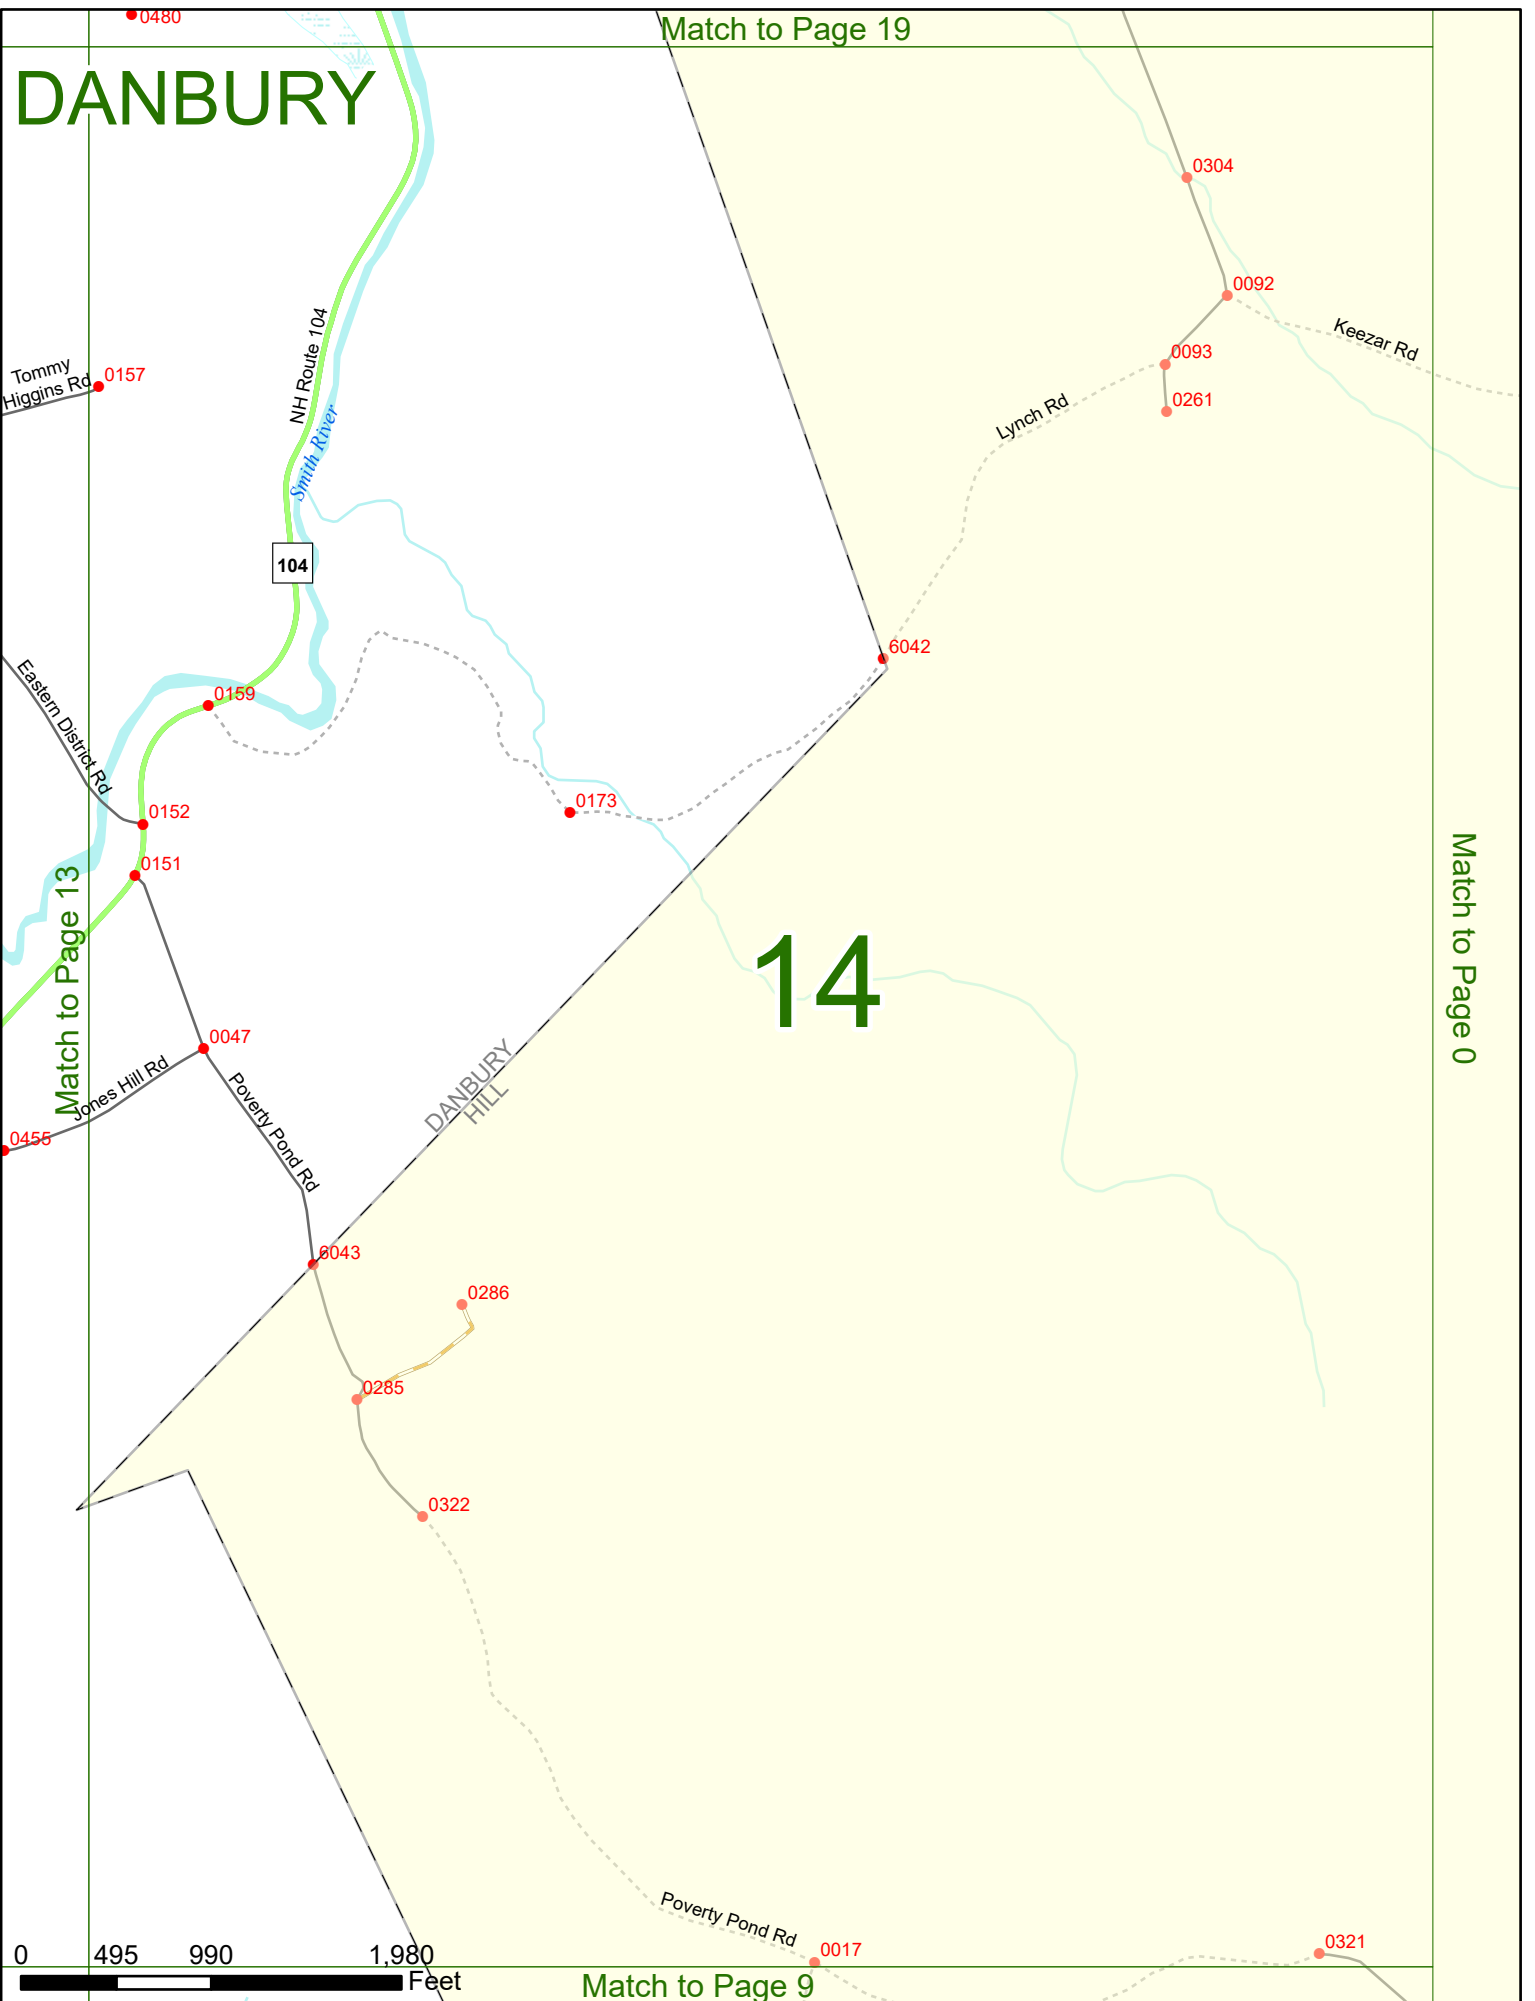 0480
Match to Page 19
DANBURY
0304
0092
Keezar Rd
0093
Tommy
Higgins Rd
0157
NH Route 104
0261
Lynch Rd
Smith River
104
6042
Eastern District Rd
0159
0173
0152
0151
Match to Page 13
Match to Page 0
14
0047
Jones Hill Rd
DANBURY
HILL
Poverty Pond Rd
0455
6043
0286
0285
0322
Poverty Pond Rd
0017
0321
0 495 990 1,980
Feet
Match to Page 9